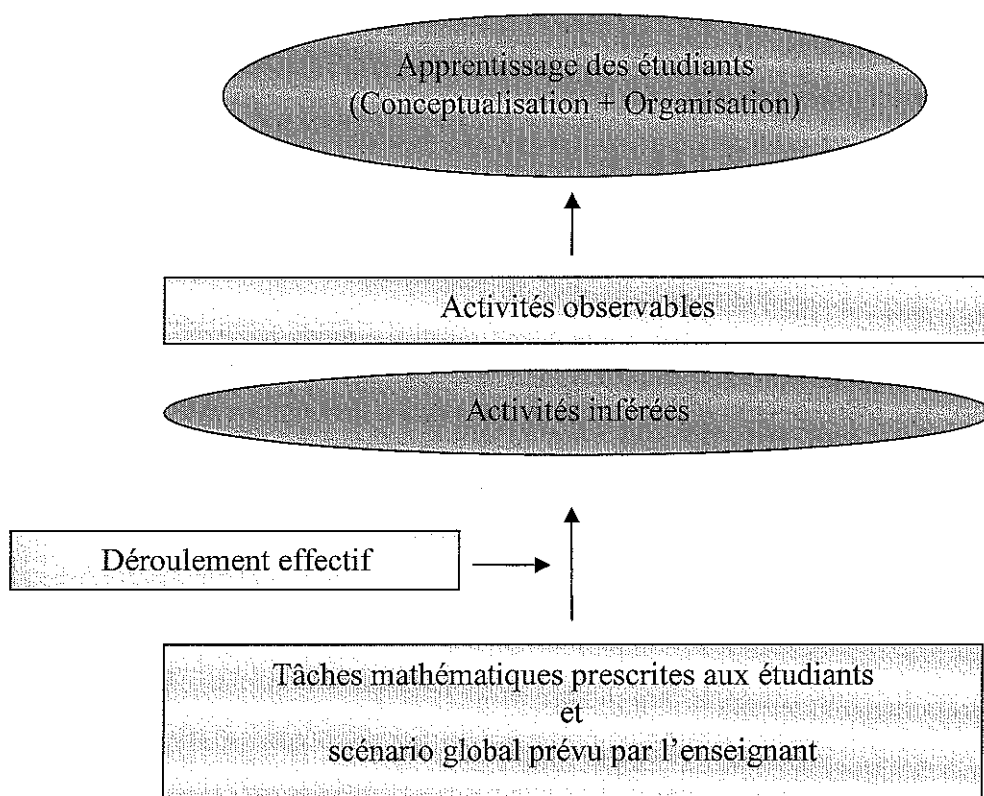 Apprentissage des étudiants
(Conceptualisation + Organisation)
Activités observables
Activités inférées
Déroulement effectif
Tâches mathématiques prescrites aux étudiants
et
scénario global prévu par l'enseignant